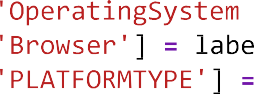 'OperatingSystem
'Browser'] = labe
'PLATFORMTYPE'] =